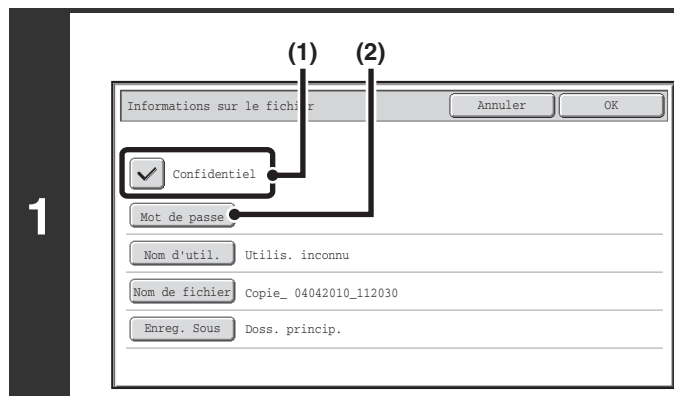 (1) (2)
Informations sur le fichier Annuler OK
Confidentiel
1
Mot de passe
Nom d'util. Utilis. inconnu
Nom de fichier Copie_ 04042010_112030
Enreg. Sous Doss. princip.